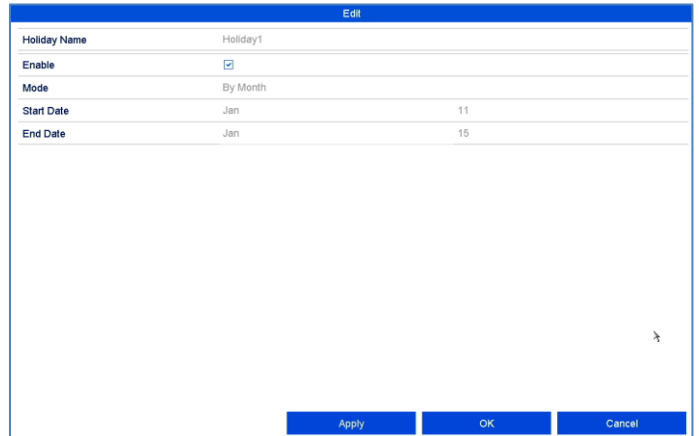 Edit
Holiday Name Holiday1
Enable
Mode By Month
Start Date Jan 11
End Date Jan 15
Apply OK Cancel